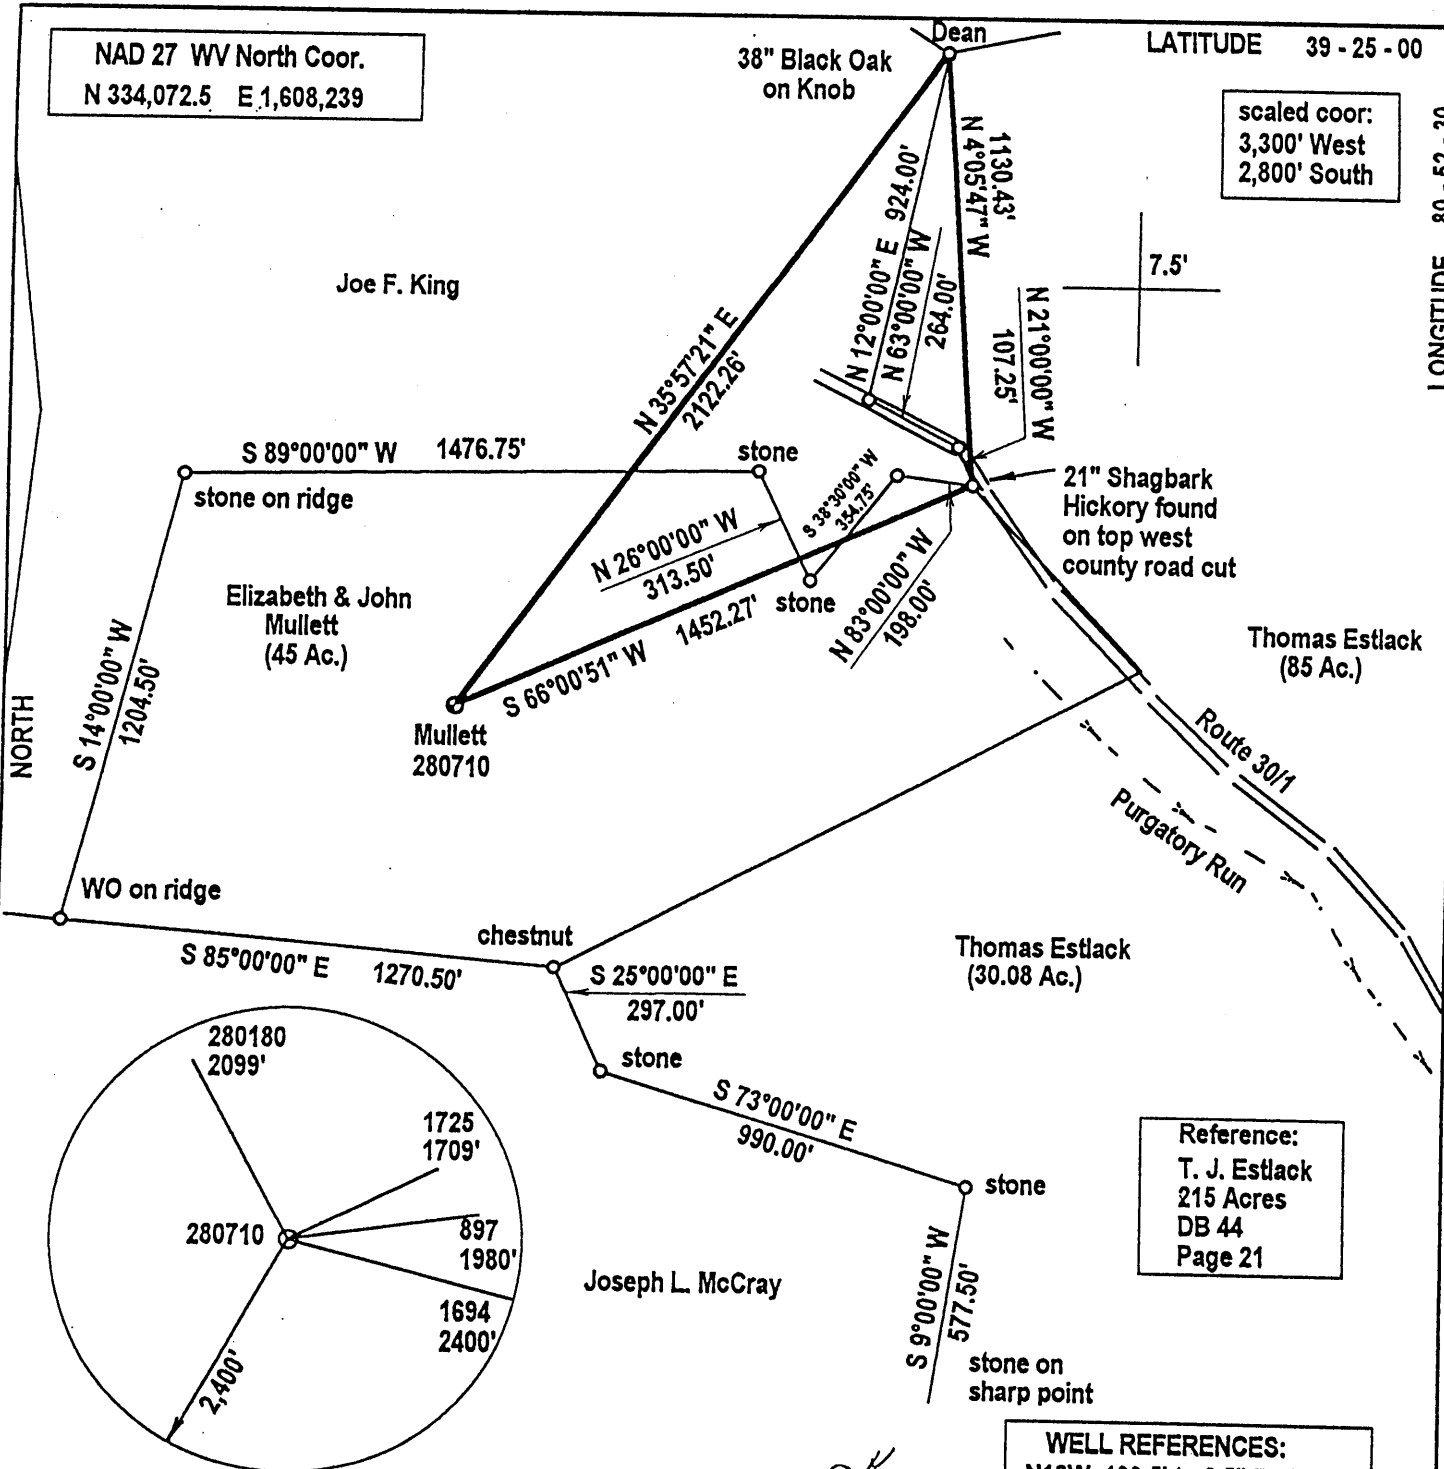 NAD 27 WV North Coor.
N 334,072.5 E 1,608,239
Dean
38" Black Oak
on Knob
LATITUDE 39 - 25 - 00
scaled coor:
3,300' West
2,800' South
LONGITUDE
7.5'
Joe F. King
N 35°57'21" E
2122.26'
N 12°00'00" E 924.00'
N 63°00'00" W
264.00'
1130.43'
N 4°05'47" W
N 21°00'00" W
107.25'
S 89°00'00" W 1476.75'
stone
stone on ridge
S 38°30'00" W
354.75'
21" Shagbark
Hickory found
on top west
county road cut
N 26°00'00" W
313.50'
stone
N 83°00'00" W
198.00'
Elizabeth & John
Mullett
(45 Ac.)
S 66°00'51" W 1452.27'
Thomas Estlack
(85 Ac.)
S 14°00'00" W
1204.50'
NORTH
Mullett
280710
Route 30/1
Purgatory Run
WO on ridge
chestnut
S 85°00'00" E 1270.50'
S 25°00'00" E
297.00'
Thomas Estlack
(30.08 Ac.)
stone
S 73°00'00" E
990.00'
stone
280180
2099'
1725
1709'
280710
897
1980'
1694
2400'
2,400'
Joseph L. McCray
Reference:
T. J. Estlack
215 Acres
DB 44
Page 21
S 9°00'00" W
577.50'
stone on
sharp point
WELL REFERENCES: